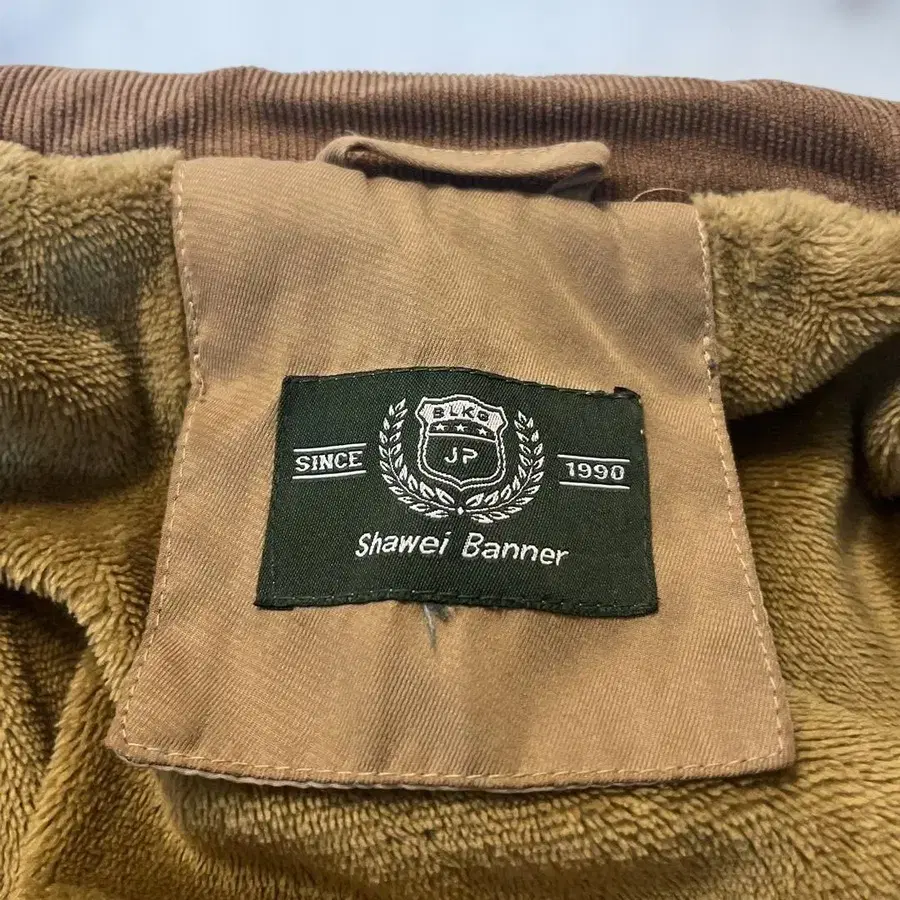 BLKG
JP
SINCE
1990
Shawei Banner